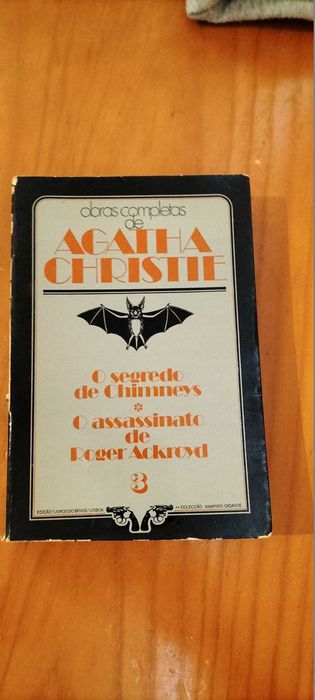 obras completas
de
AGATHA
CHRISTIE
O segredo
de Chimneys
*
O assassinato
de
Roger Ackroyd
3
EDIÇÃO "LIVROS DO BRASIL" LISBOA
** COLECÇÃO VAMPIRO GIGANTE